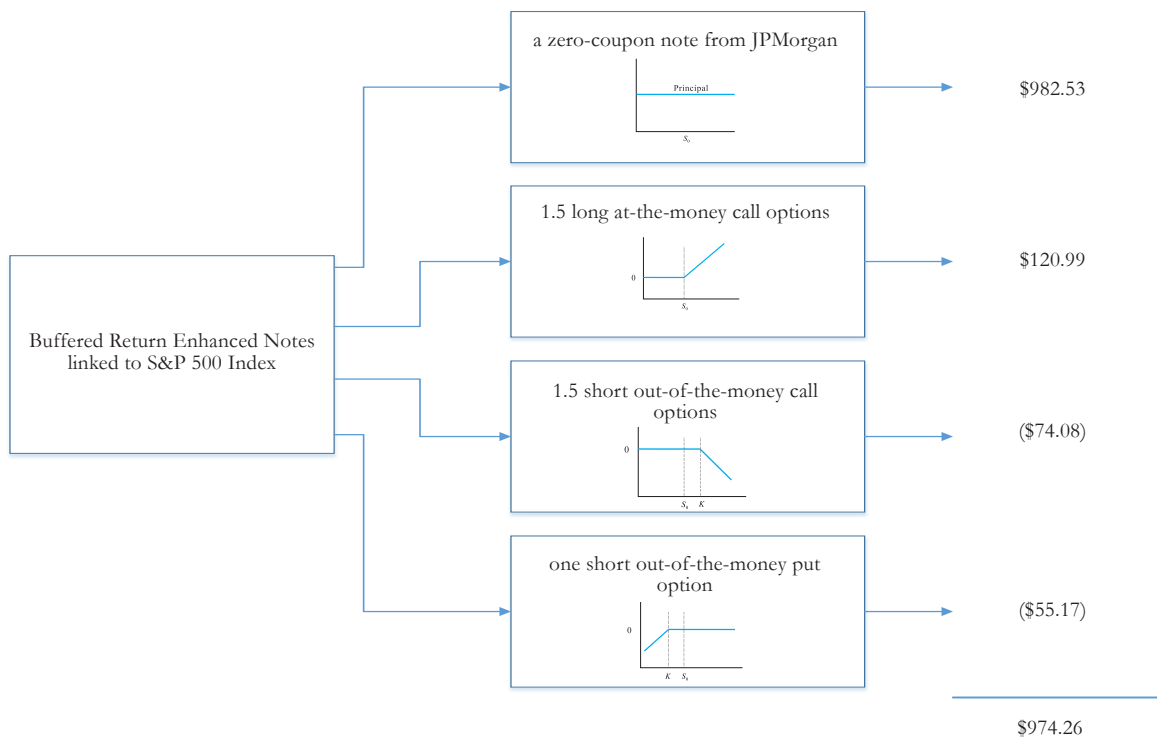 a zero-coupon note from JPMorgan
Principal
S₀
$982.53
1.5 long at-the-money call options
0
S₀
$120.99
Buffered Return Enhanced Notes
linked to S&P 500 Index
1.5 short out-of-the-money call
options
0
S₀ K
($74.08)
one short out-of-the-money put
option
0
K S₀
($55.17)
$974.26